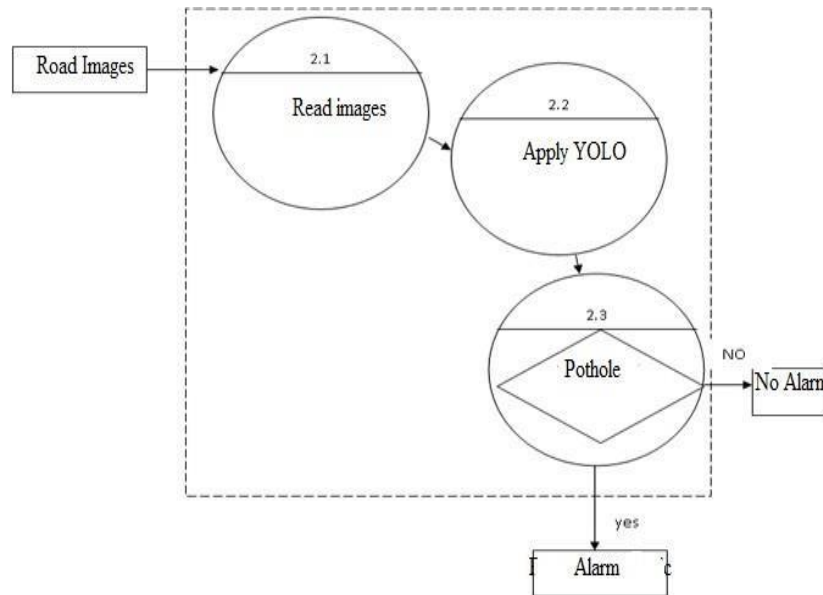 Road Images
2.1
Read images
2.2
Apply YOLO
2.3
Pothole
NO
No Alarm
yes
Alarm